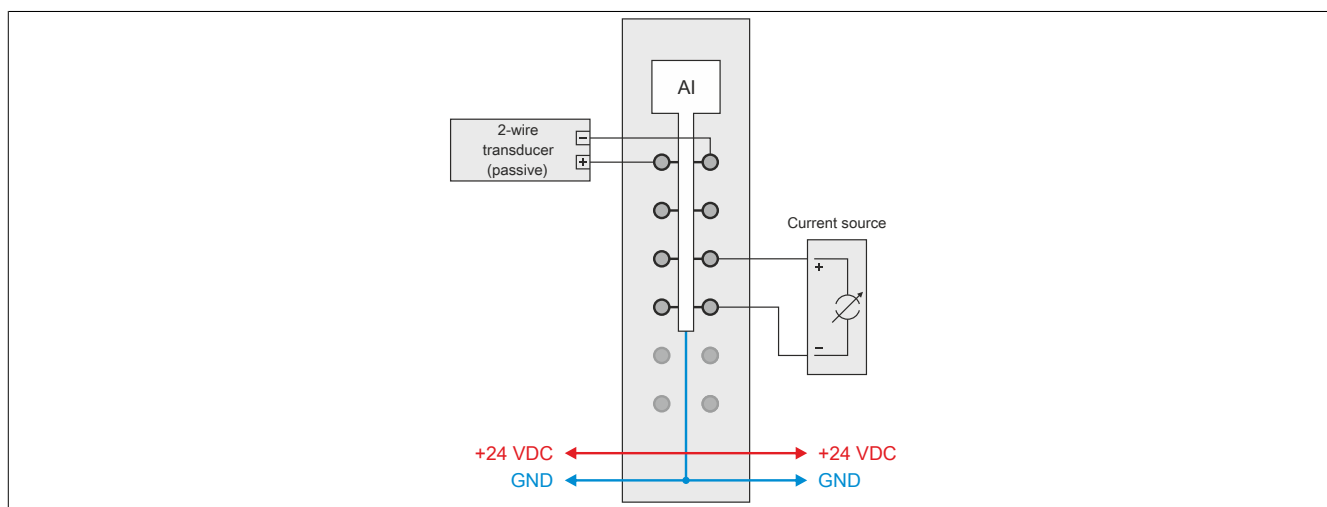 AI
2-wire
transducer
(passive)
−
+
Current source
+
−
+24 VDC
+24 VDC
GND
GND